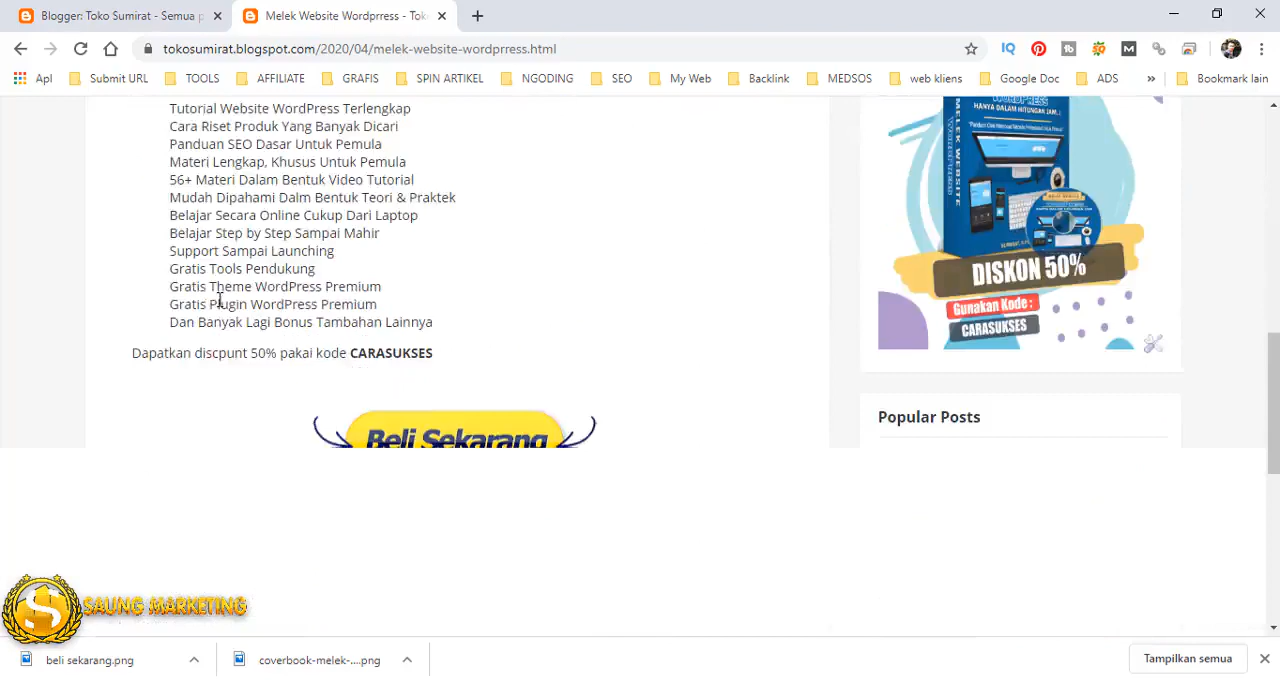 Blogger: Toko Sumirat - Semua p
Melek Website Wordprress - Tok
tokosumirat.blogspot.com/2020/04/melek-website-wordprress.html
Apl
Submit URL
TOOLS
AFFILIATE
GRAFIS
SPIN ARTIKEL
NGODING
SEO
My Web
Backlink
MEDSOS
web kliens
Google Doc
ADS
Bookmark lain
Tutorial Website WordPress Terlengkap
Cara Riset Produk Yang Banyak Dicari
Panduan SEO Dasar Untuk Pemula
Materi Lengkap, Khusus Untuk Pemula
56+ Materi Dalam Bentuk Video Tutorial
Mudah Dipahami Dalm Bentuk Teori & Praktek
Belajar Secara Online Cukup Dari Laptop
Belajar Step by Step Sampai Mahir
Support Sampai Launching
Gratis Tools Pendukung
Gratis Theme WordPress Premium
Gratis Plugin WordPress Premium
Dan Banyak Lagi Bonus Tambahan Lainnya
Dapatkan discpunt 50% pakai kode CARASUKSES
Beli Sekarang
WORDPRESS
HANYA DALAM HITUNGAN JAM..!
MELEK WEBSITE
DISKON 50%
Gunakan Kode :
CARASUKSES
Popular Posts
SAUNG MARKETING
beli sekarang.png
coverbook-melek-....png
Tampilkan semua